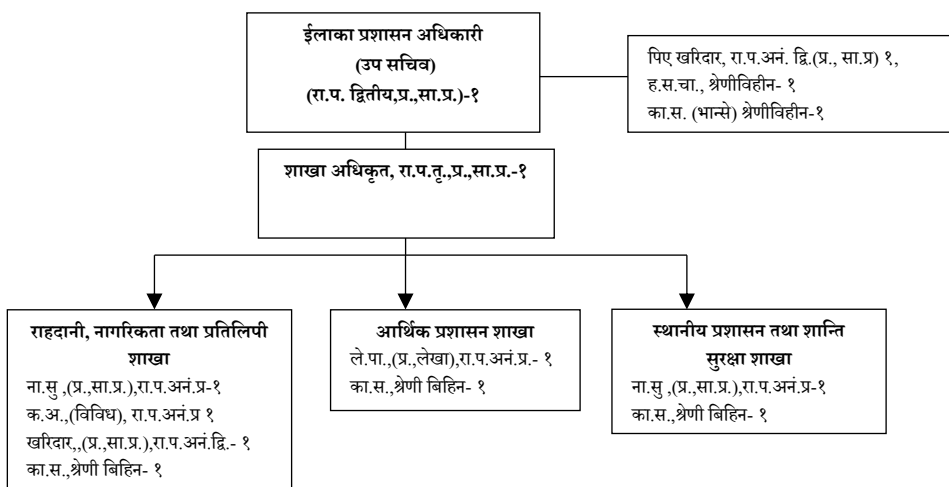 ईलाका प्रशासन अधिकारी
(उप सचिव)
(रा.प. द्वितीय,प्र.,सा.प्र.)-१
पिए खरिदार, रा.प.अनं. द्वि.(प्र., सा.प्र) १,
ह.स.चा., श्रेणीविहीन- १
का.स. (भान्से) श्रेणीविहीन-१
शाखा अधिकृत, रा.प.तृ.,प्र.,सा.प्र.-१
राहदानी, नागरिकता तथा प्रतिलिपी
शाखा
ना.सु ,(प्र.,सा.प्र.),रा.प.अनं.प्र-१
क.अ.,(विविध), रा.प.अनं.प्र १
खरिदार,,(प्र.,सा.प्र.),रा.प.अनं.द्वि.- १
का.स.,श्रेणी बिहिन- १
आर्थिक प्रशासन शाखा
ले.पा.,(प्र.,लेखा),रा.प.अनं.प्र.- १
का.स.,श्रेणी बिहिन- १
स्थानीय प्रशासन तथा शान्ति
सुरक्षा शाखा
ना.सु ,(प्र.,सा.प्र.),रा.प.अनं.प्र-१
का.स.,श्रेणी बिहिन- १